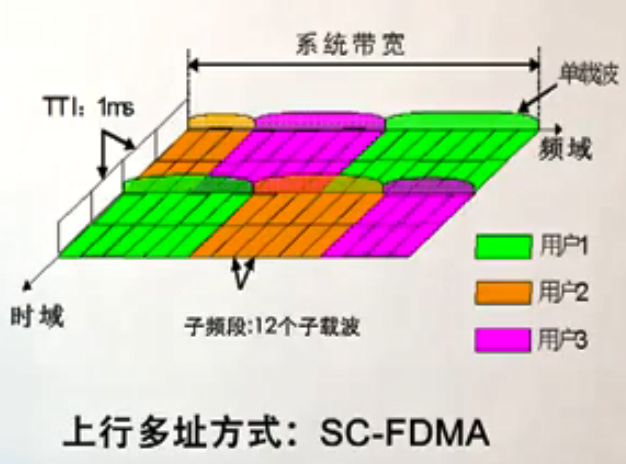 系统带宽
单载波
TTI：1ms
频域
用户1
用户2
时域
子频段:12个子载波
用户3
上行多址方式：SC-FDMA